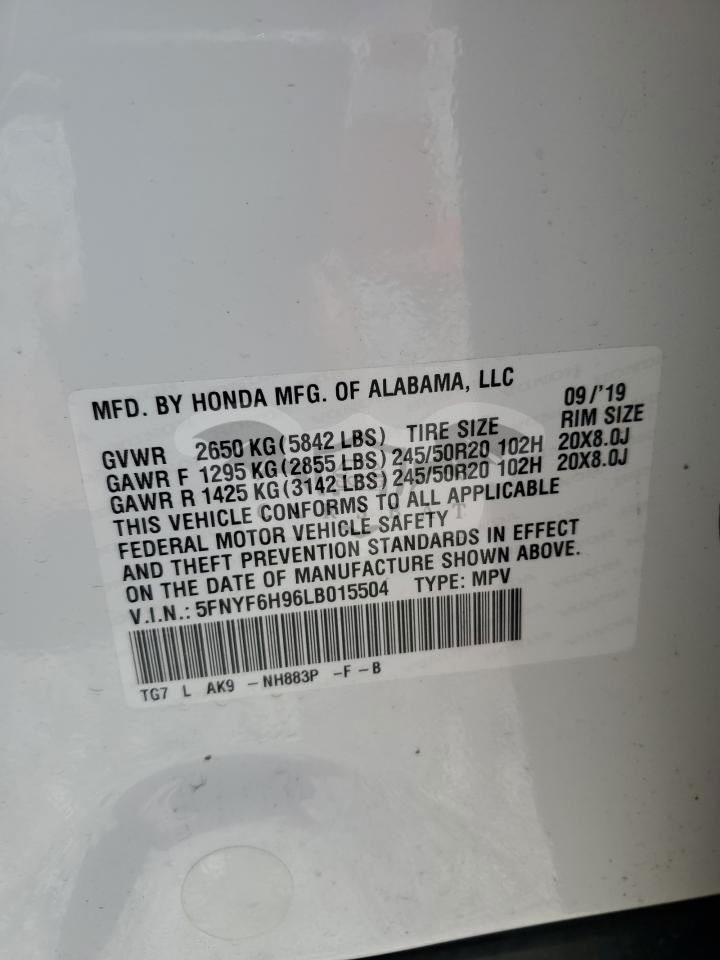 MFD. BY HONDA MFG. OF ALABAMA, LLC 09/'19
GVWR 2650 KG(5842 LBS) TIRE SIZE RIM SIZE
GAWR F 1295 KG(2855 LBS) 245/50R20 102H 20X8.0J
GAWR R 1425 KG(3142 LBS) 245/50R20 102H 20X8.0J
THIS VEHICLE CONFORMS TO ALL APPLICABLE
FEDERAL MOTOR VEHICLE SAFETY
AND THEFT PREVENTION STANDARDS IN EFFECT
ON THE DATE OF MANUFACTURE SHOWN ABOVE.
V.I.N.: 5FNYF6H96LB015504 TYPE: MPV
TG7 L AK9 -NH883P -F -B